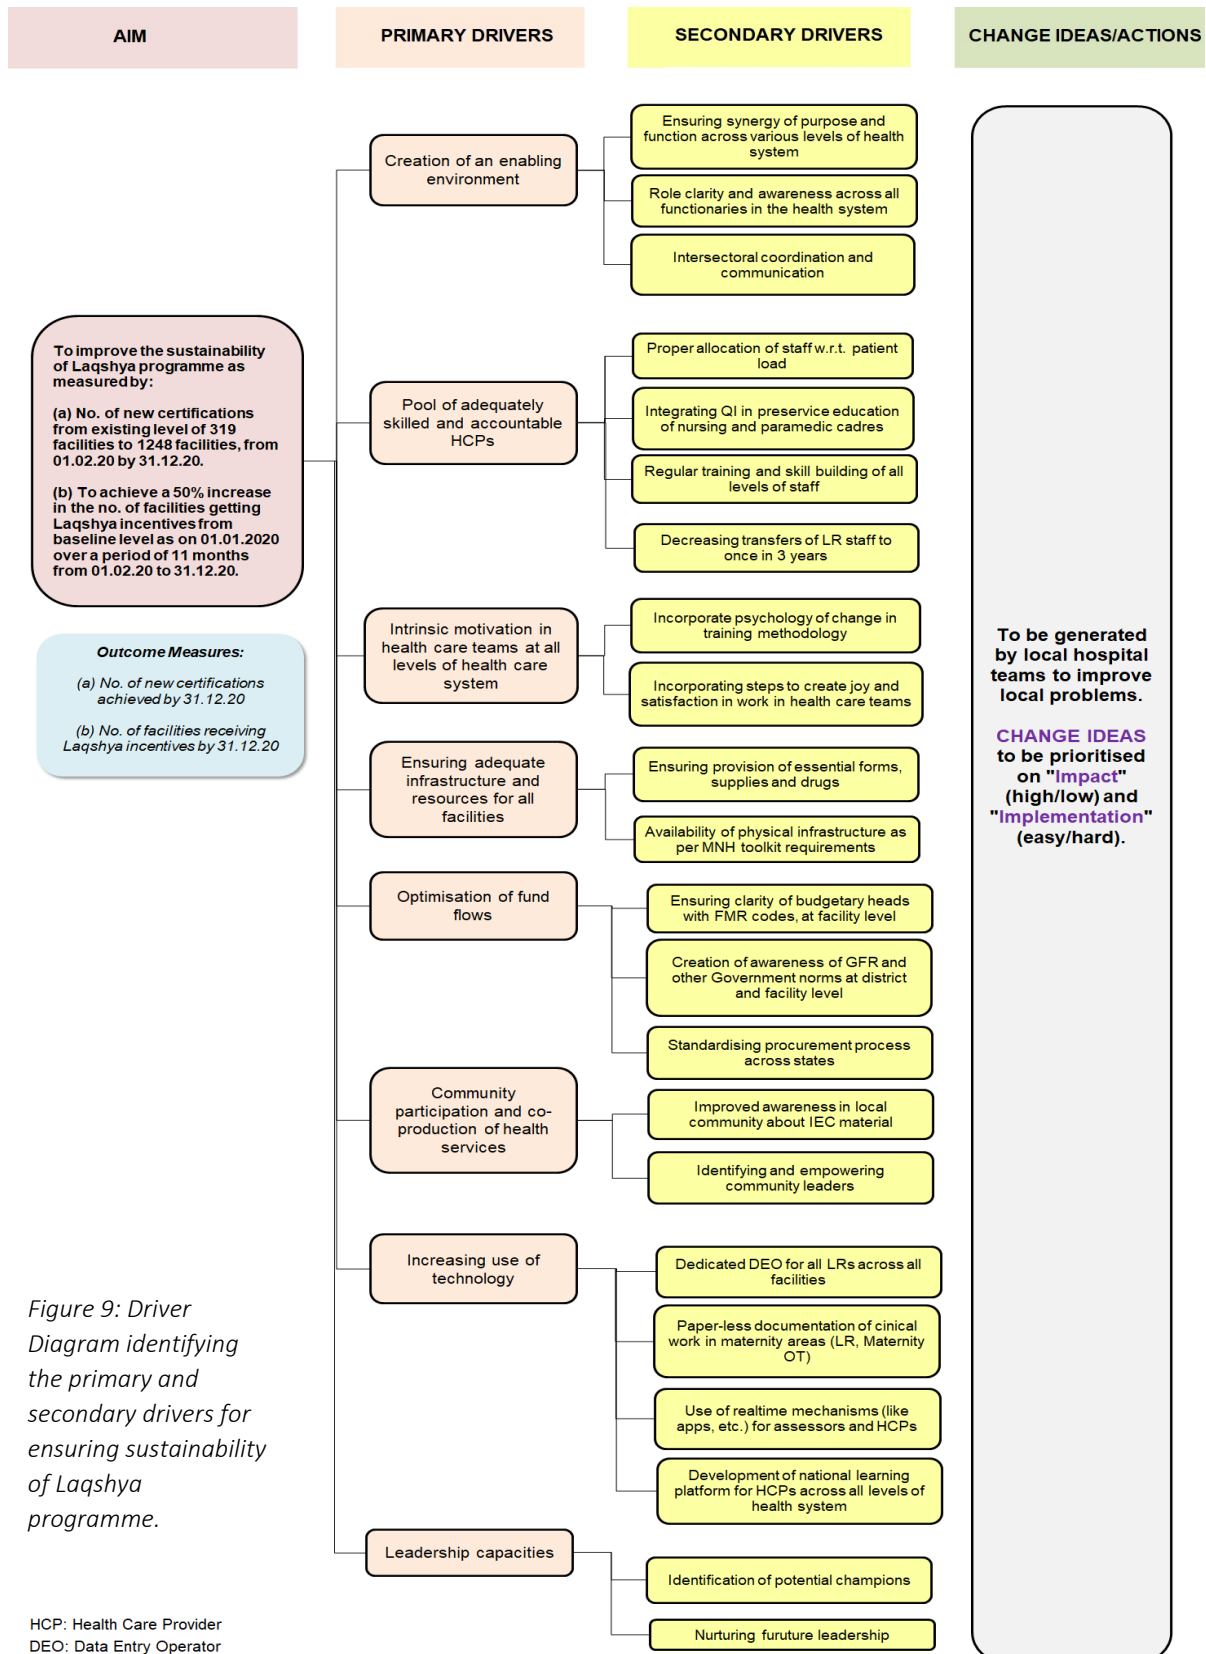 AIM
PRIMARY DRIVERS
SECONDARY DRIVERS
CHANGE IDEAS/ACTIONS
To improve the sustainability
of Laqshya programme as
measured by:
(a) No. of new certifications
from existing level of 319
facilities to 1248 facilities, from
01.02.20 by 31.12.20.
(b) To achieve a 50% increase
in the no. of facilities getting
Laqshya incentives from
baseline level as on 01.01.2020
over a period of 11 months
from 01.02.20 to 31.12.20.
Outcome Measures:
(a) No. of new certifications
achieved by 31.12.20
(b) No. of facilities receiving
Laqshya incentives by 31.12.20
Creation of an enabling
environment
Ensuring synergy of purpose and
function across various levels of health
system
Role clarity and awareness across all
functionaries in the health system
Intersectoral coordination and
communication
Pool of adequately
skilled and accountable
HCPs
Proper allocation of staff w.r.t. patient
load
Integrating QI in preservice education
of nursing and paramedic cadres
Regular training and skill building of all
levels of staff
Decreasing transfers of LR staff to
once in 3 years
Intrinsic motivation in
health care teams at all
levels of health care
system
Incorporate psychology of change in
training methodology
Incorporating steps to create joy and
satisfaction in work in health care teams
Ensuring adequate
infrastructure and
resources for all
facilities
Ensuring provision of essential forms,
supplies and drugs
Availability of physical infrastructure as
per MNH toolkit requirements
Optimisation of fund
flows
Ensuring clarity of budgetary heads
with FMR codes, at facility level
Creation of awareness of GFR and
other Government norms at district
and facility level
Standardising procurement process
across states
Community
participation and co-
production of health
services
Improved awareness in local
community about IEC material
Identifying and empowering
community leaders
Increasing use of
technology
Dedicated DEO for all LRs across all
facilities
Paper-less documentation of cinical
work in maternity areas (LR, Maternity
OT)
Use of realtime mechanisms (like
apps, etc.) for assessors and HCPs
Development of national learning
platform for HCPs across all levels of
health system
Leadership capacities
Identification of potential champions
Nurturing furuture leadership
To be generated
by local hospital
teams to improve
local problems.
CHANGE IDEAS
to be prioritised
on "Impact"
(high/low) and
"Implementation"
(easy/hard).
Figure 9: Driver
Diagram identifying
the primary and
secondary drivers for
ensuring sustainability
of Laqshya
programme.
HCP: Health Care Provider
DEO: Data Entry Operator